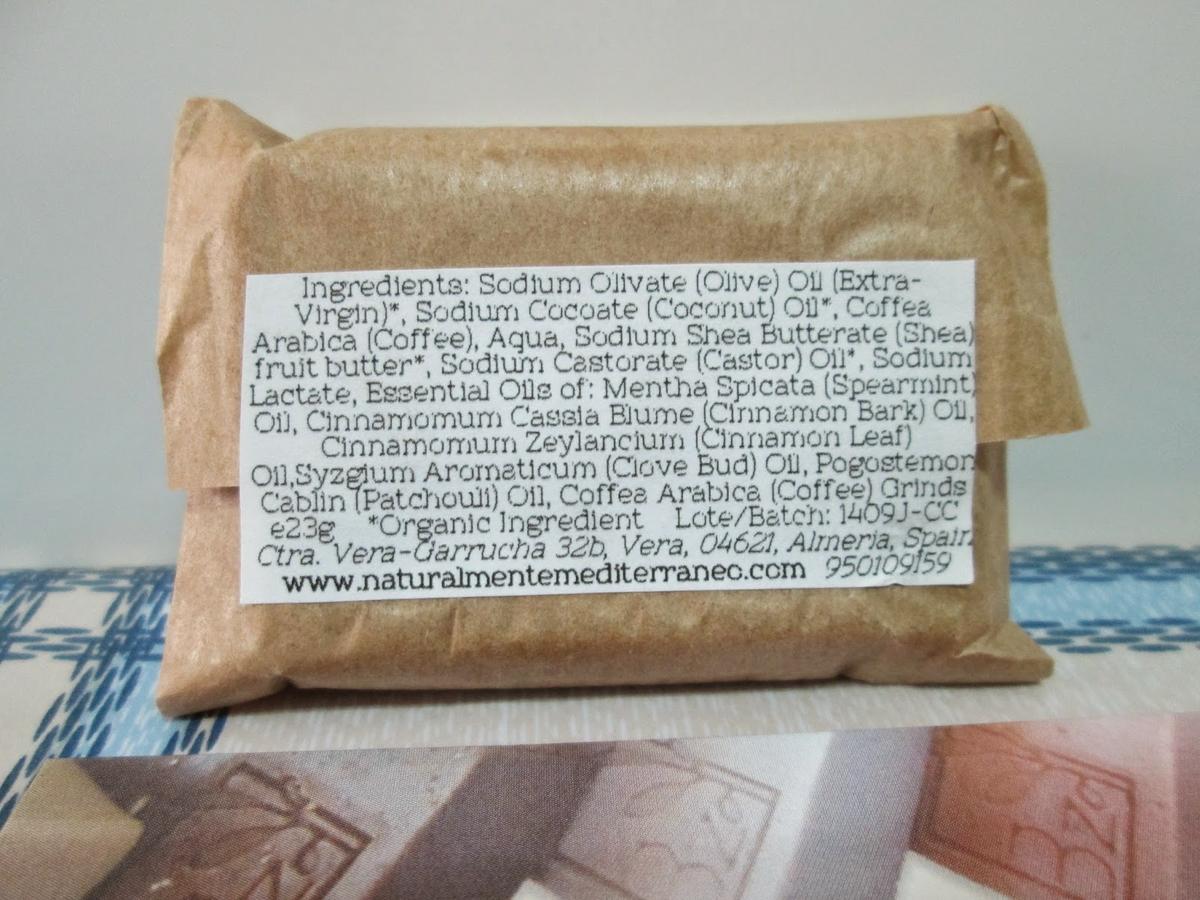 Ingredients: Sodium Olivate (Olive) Oil (Extra-
Virgin)*, Sodium Cocoate (Coconut) Oil*, Coffea
Arabica (Coffee), Aqua, Sodium Shea Butterate (Shea)
fruit butter*, Sodium Castorate (Castor) Oil*, Sodium
Lactate, Essential Oils of: Mentha Spicata (Spearmint)
Oil, Cinnamomum Cassia Blume (Cinnamon Bark) Oil,
Cinnamomum Zeylancium (Cinnamon Leaf)
Oil,Syzgium Aromaticum (Clove Bud) Oil, Pogostemon
Cablin (Patchouli) Oil, Coffea Arabica (Coffee) Grinds
e23g *Organic Ingredient Lote/Batch: 1409J-CC
Ctra. Vera-Garrucha 32b, Vera, 04621, Almeria, Spain
www.naturalmentemediterraneo.com 950109159